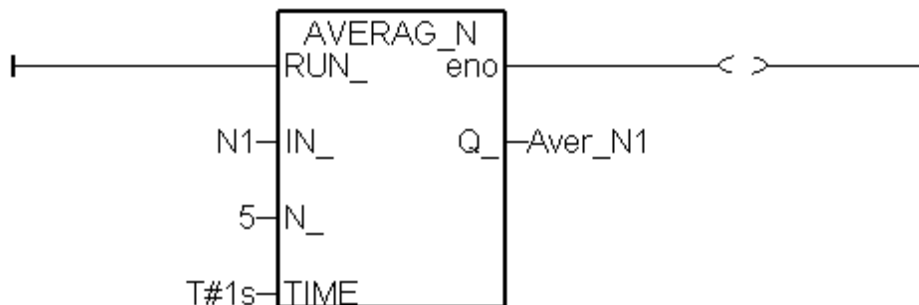 AVERAG_N
RUN_ eno
N1 IN_ Q_ Aver_N1
5 N_
T#1s TIME